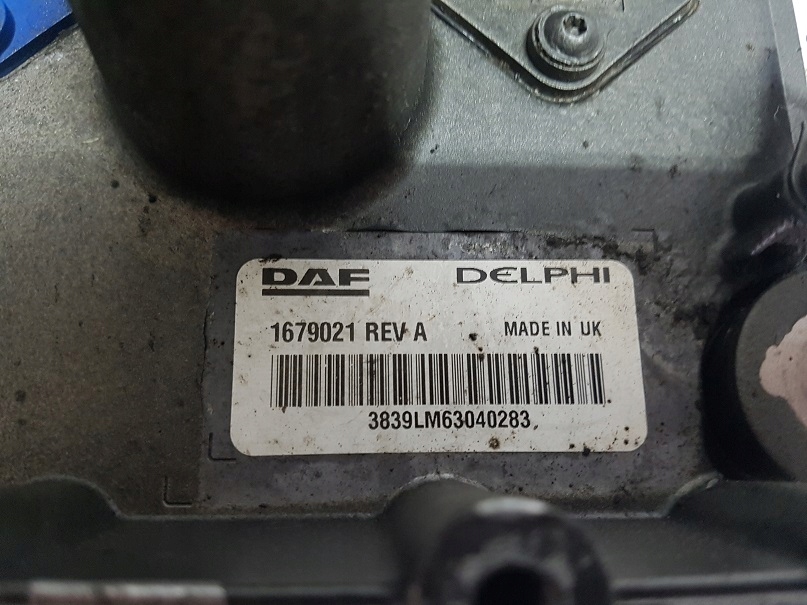 DAF DELPHI
1679021 REV A MADE IN UK
3839LM63040283